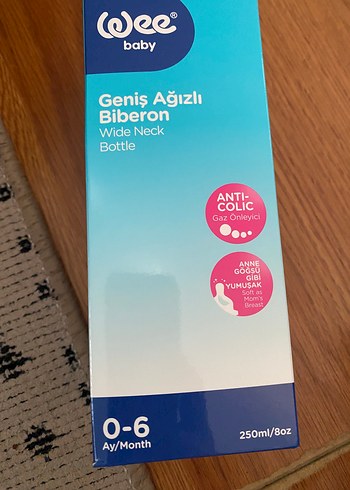 Wee®
baby
Geniş Ağızlı
Biberon
Wide Neck
Bottle
ANTI-
COLIC
Gaz Önleyici
ANNE
GÖĞSÜ
GİBİ
YUMUŞAK
Soft as
Mom's
Breast
0-6
Ay/Month
250ml/8oz